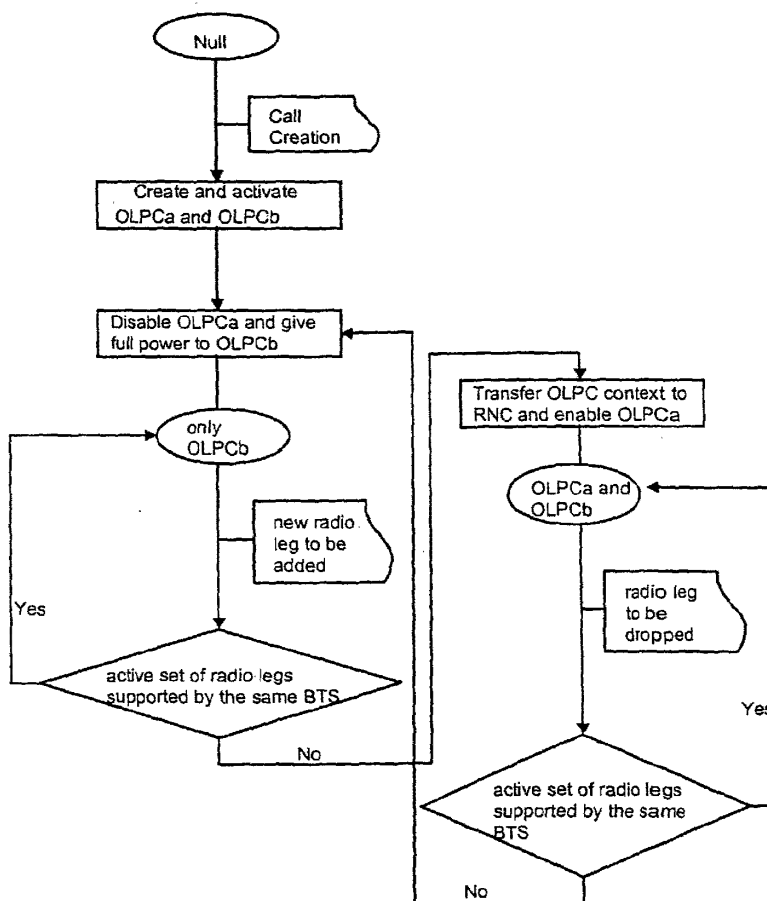 Null
Call
Creation
Create and activate
OLPCa and OLPCb
Disable OLPCa and give
full power to OLPCb
only
OLPCb
new radio
leg to be
added
Yes
active set of radio legs
supported by the same BTS
No
Transfer OLPC context to
RNC and enable OLPCa
OLPCa and
OLPCb
radio leg
to be
dropped
Yes
active set of radio legs
supported by the same
BTS
No